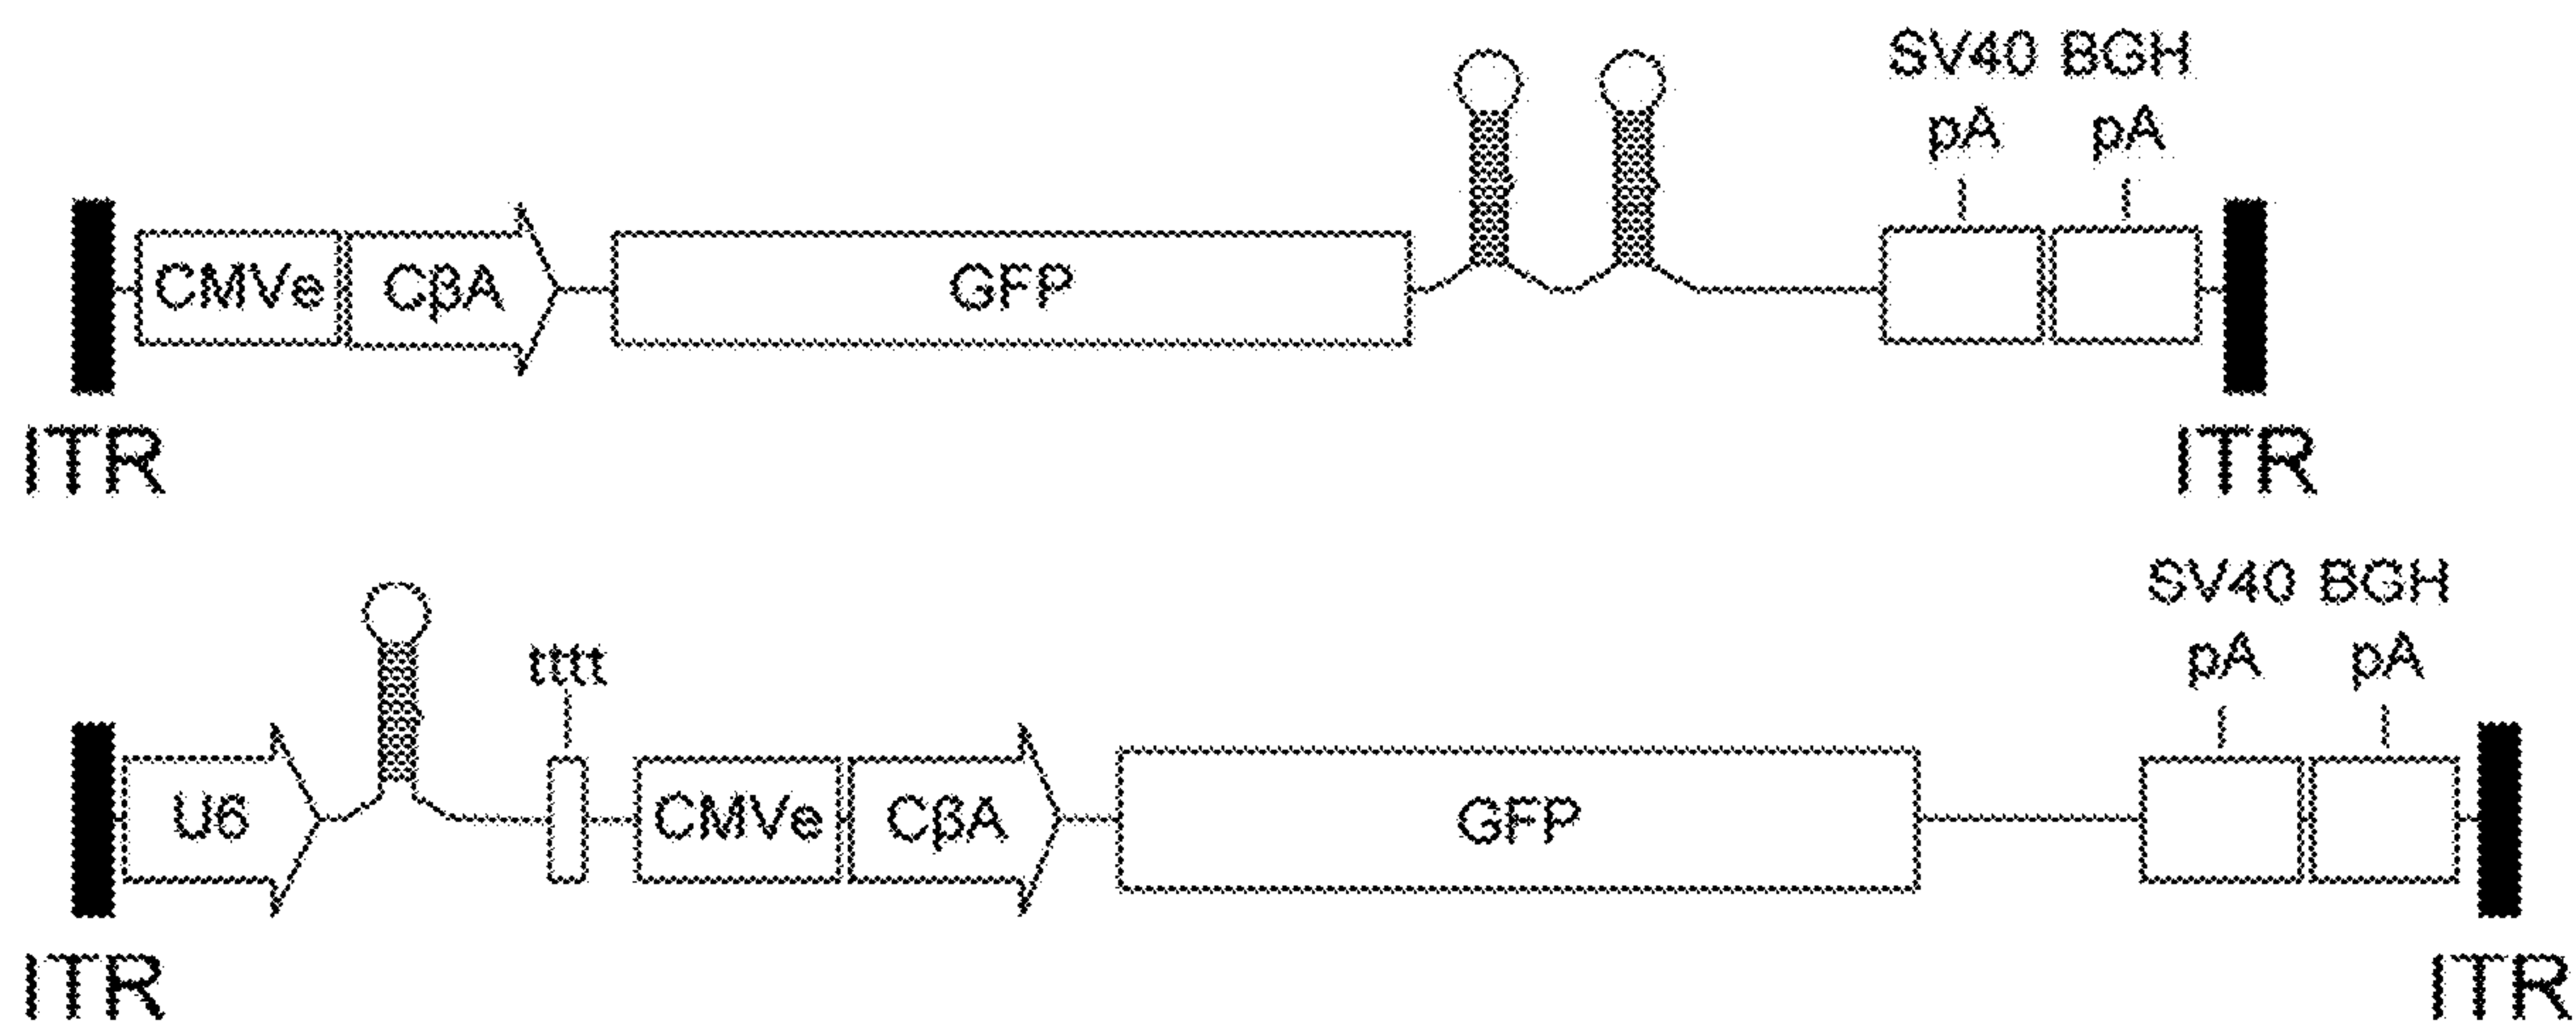 SV40 BGH
pA pA
CMVe CβA GFP
ITR ITR
SV40 BGH
tttt pA pA
U6 CMVe CβA GFP
ITR ITR